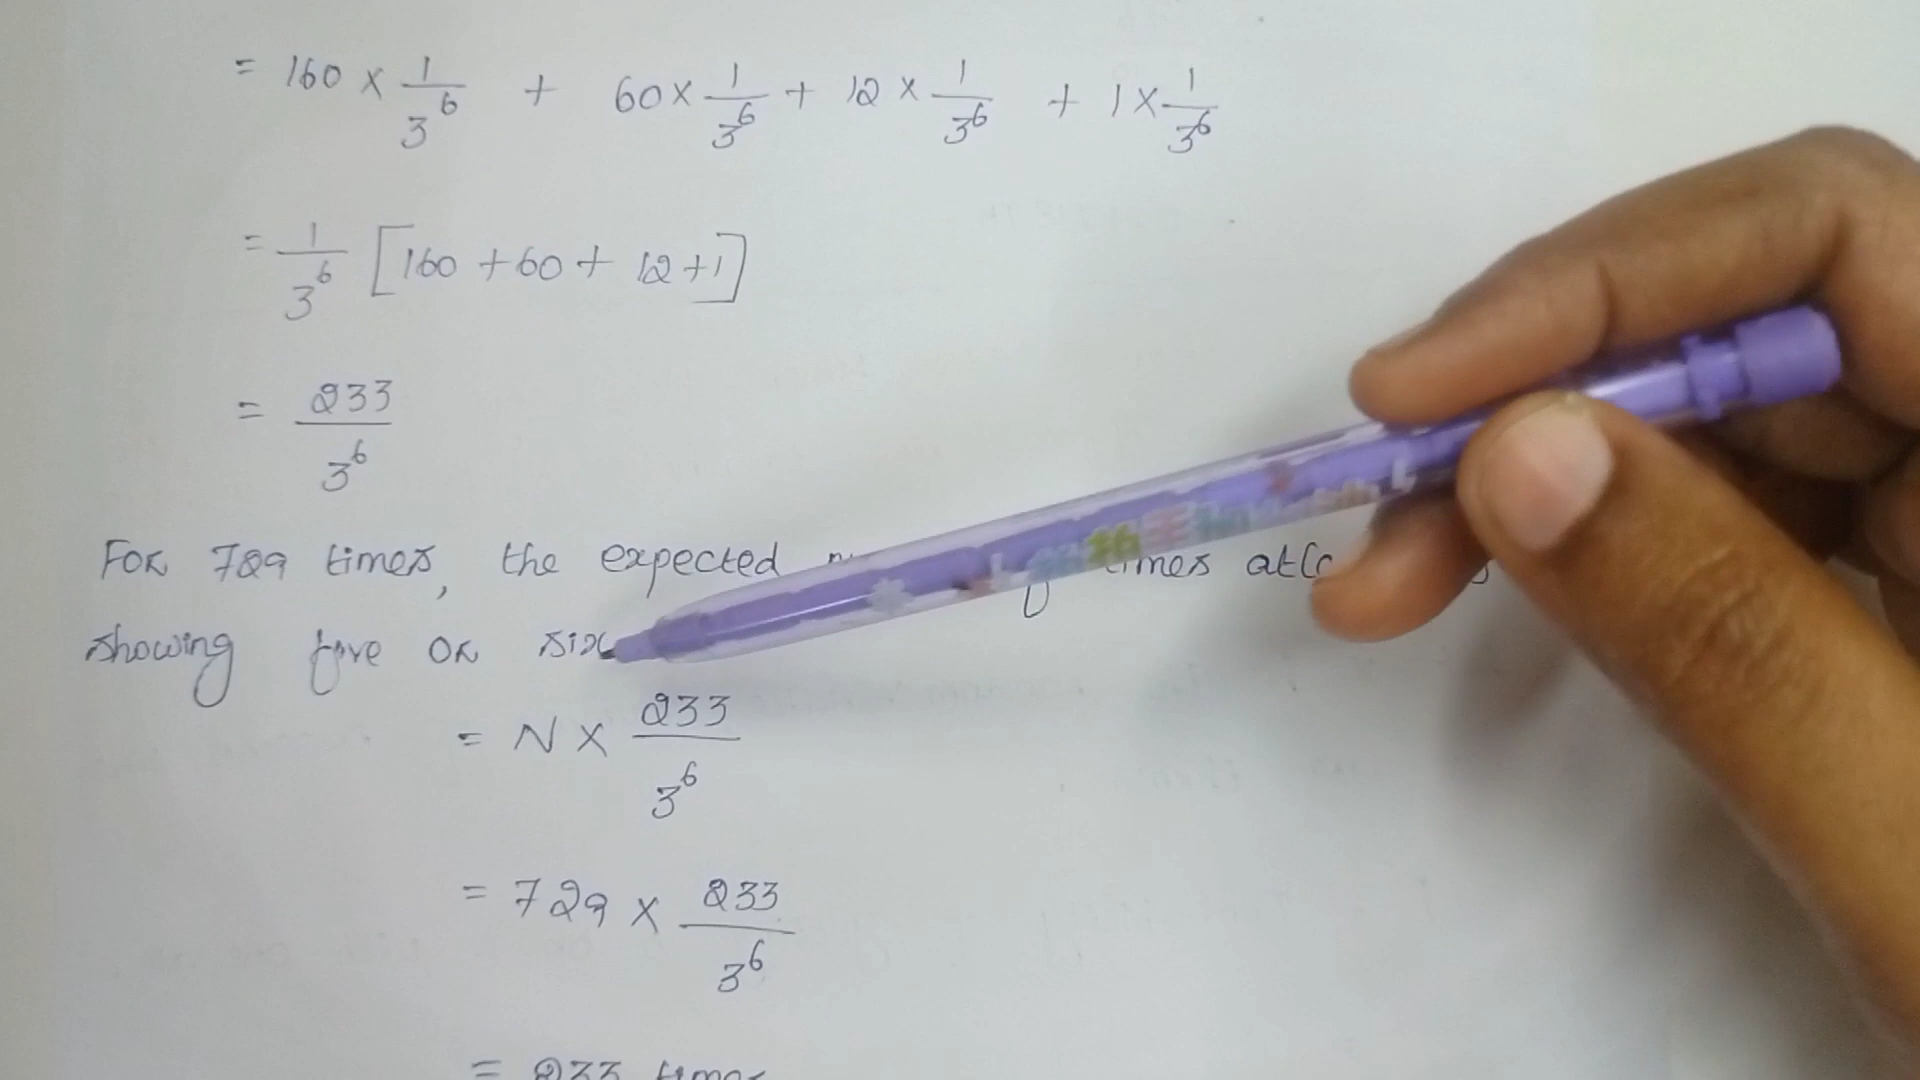 = 160 × 1/3^6 + 60 × 1/3^6 + 12 × 1/3^6 + 1 × 1/3^6
= 1/3^6 [160 + 60 + 12 + 1]
= 233/3^6
For 729 times, the expected times
showing five or six
= N × 233/3^6
= 729 × 233/3^6
= 233 times